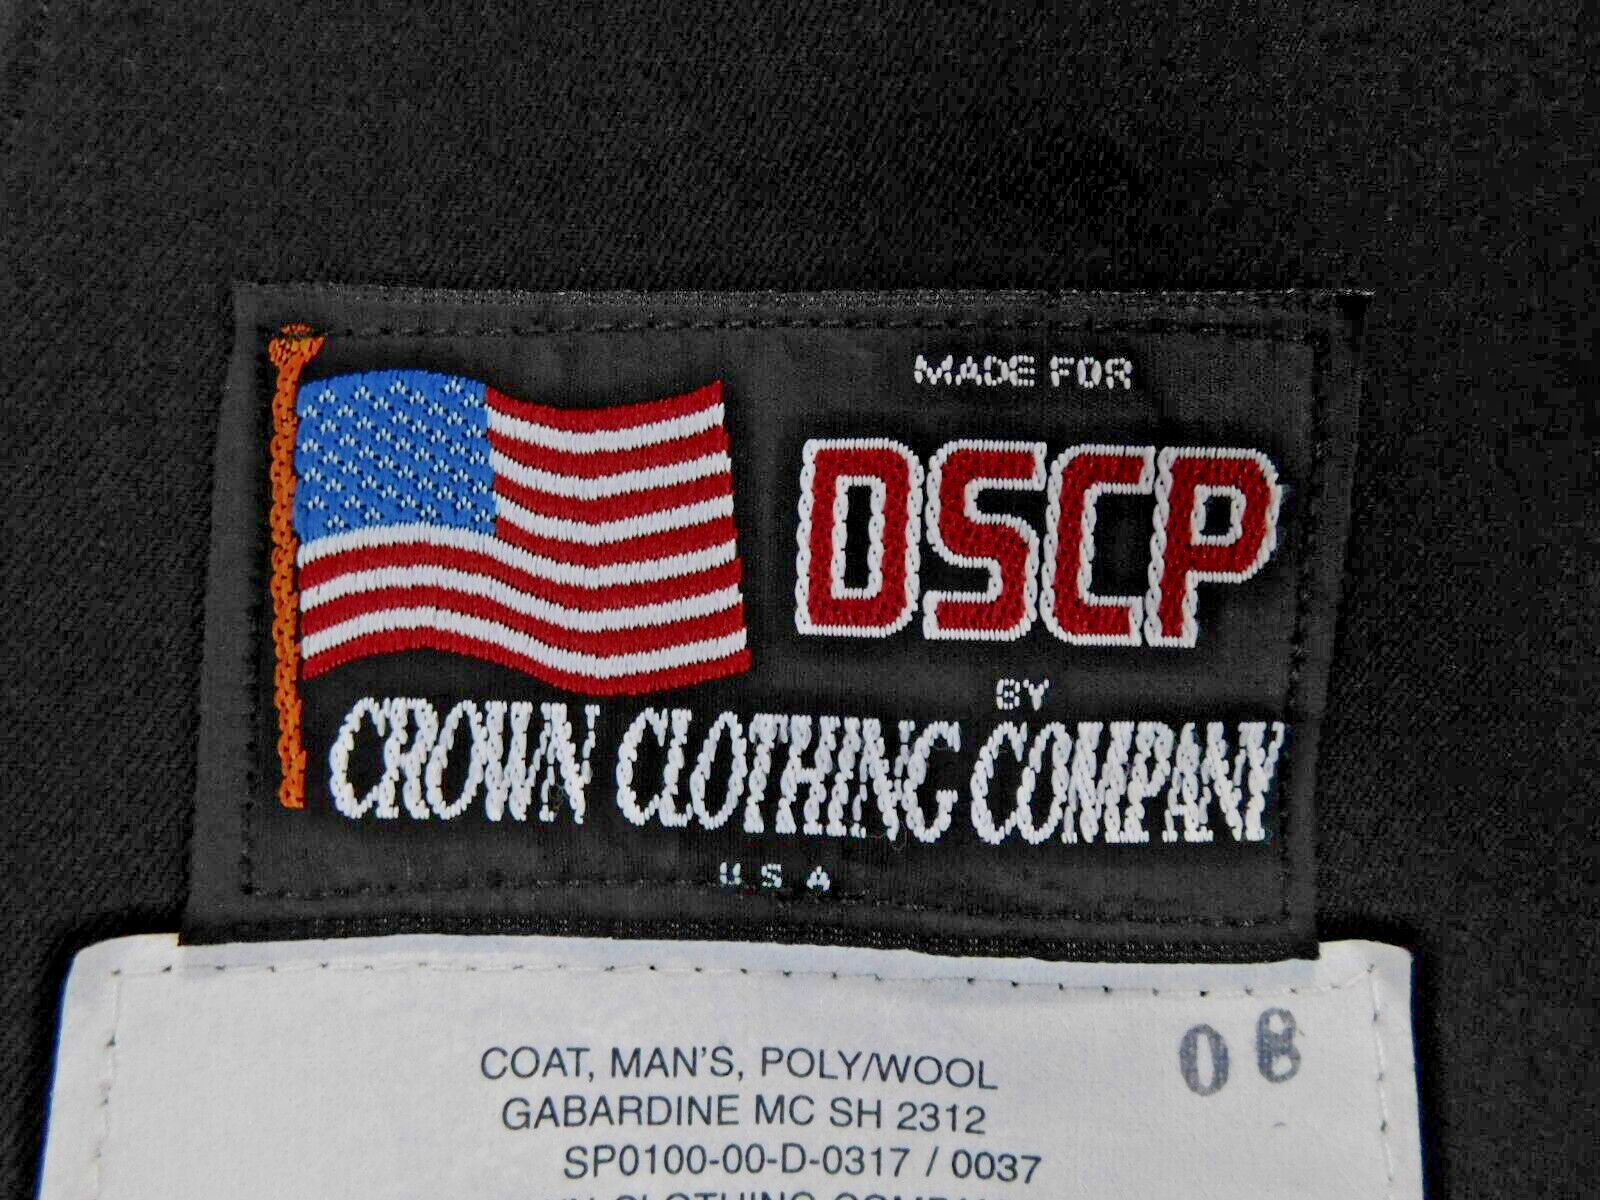 MADE FOR
DSCP
BY
CROWN CLOTHING COMPANY
U S A
COAT, MAN'S, POLY/WOOL
GABARDINE MC SH 2312
SP0100-00-D-0317 / 0037
CLOTHING